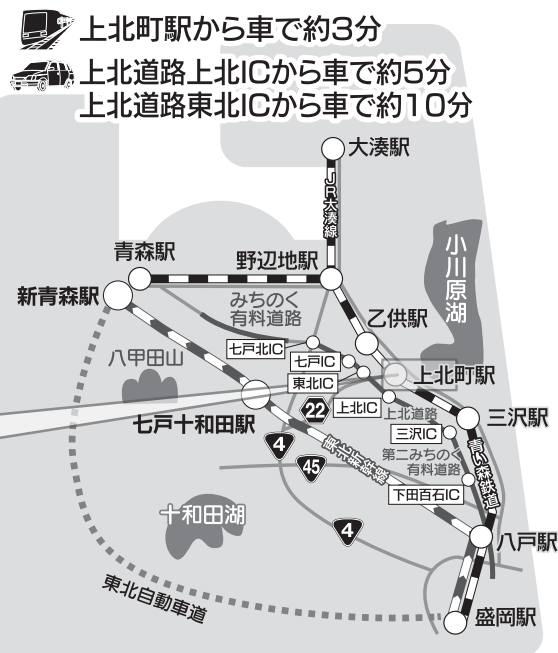 上北町駅から車で約3分
上北道路上北ICから車で約5分
上北道路東北ICから車で約10分
大湊駅
JR大湊線
小川原湖
青森駅
野辺地駅
新青森駅
みちのく
有料道路
乙供駅
七戸北IC
八甲田山
七戸IC
東北IC
上北町駅
22
上北IC
上北道路
三沢駅
七戸十和田駅
三沢IC
4
45
東北新幹線
第二みちのく
有料道路
青い森鉄道
下田百石IC
十和田湖
4
八戸駅
東北自動車道
盛岡駅